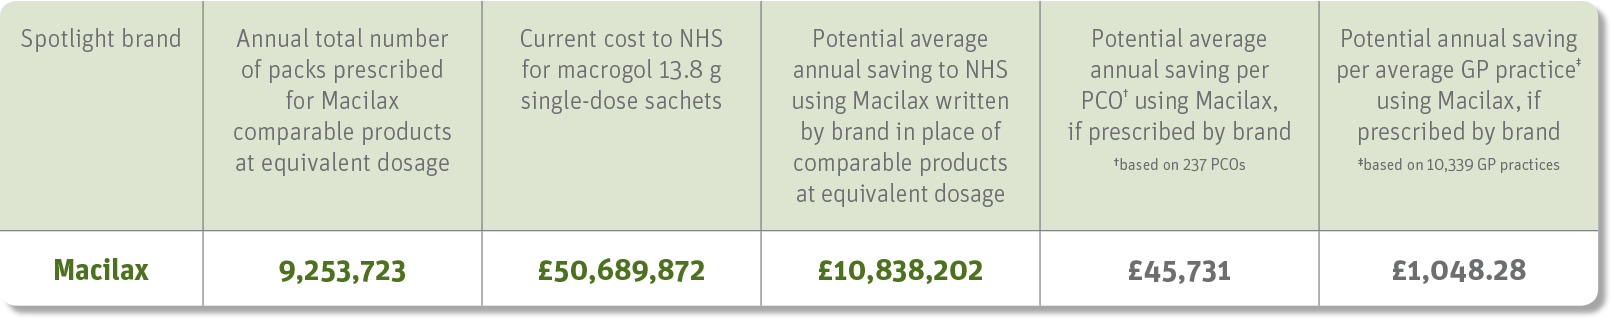 Spotlight brand
Annual total number
of packs prescribed
for Macilax
comparable products
at equivalent dosage
Current cost to NHS
for macrogol 13.8 g
single-dose sachets
Potential average
annual saving to NHS
using Macilax written
by brand in place of
comparable products
at equivalent dosage
Potential average
annual saving per
PCO† using Macilax,
if prescribed by brand
†based on 237 PCOs
Potential annual saving
per average GP practice‡
using Macilax, if
prescribed by brand
‡based on 10,339 GP practices
Macilax
9,253,723
£50,689,872
£10,838,202
£45,731
£1,048.28